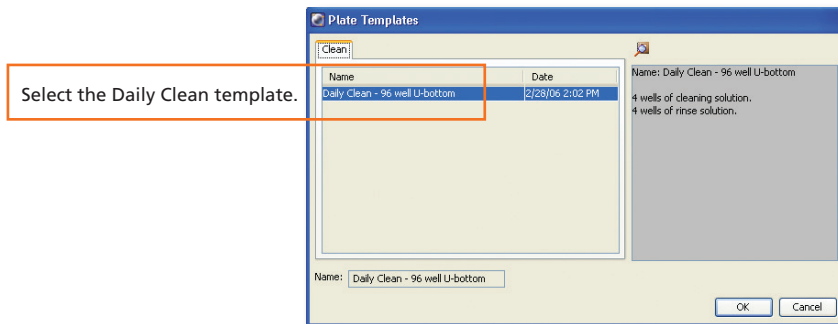 Plate Templates
Clean
Select the Daily Clean template.
Name Date
Daily Clean - 96 well U-bottom 2/28/06 2:02 PM
Name: Daily Clean - 96 well U-bottom
4 wells of cleaning solution.
4 wells of rinse solution.
Name: Daily Clean - 96 well U-bottom
OK Cancel